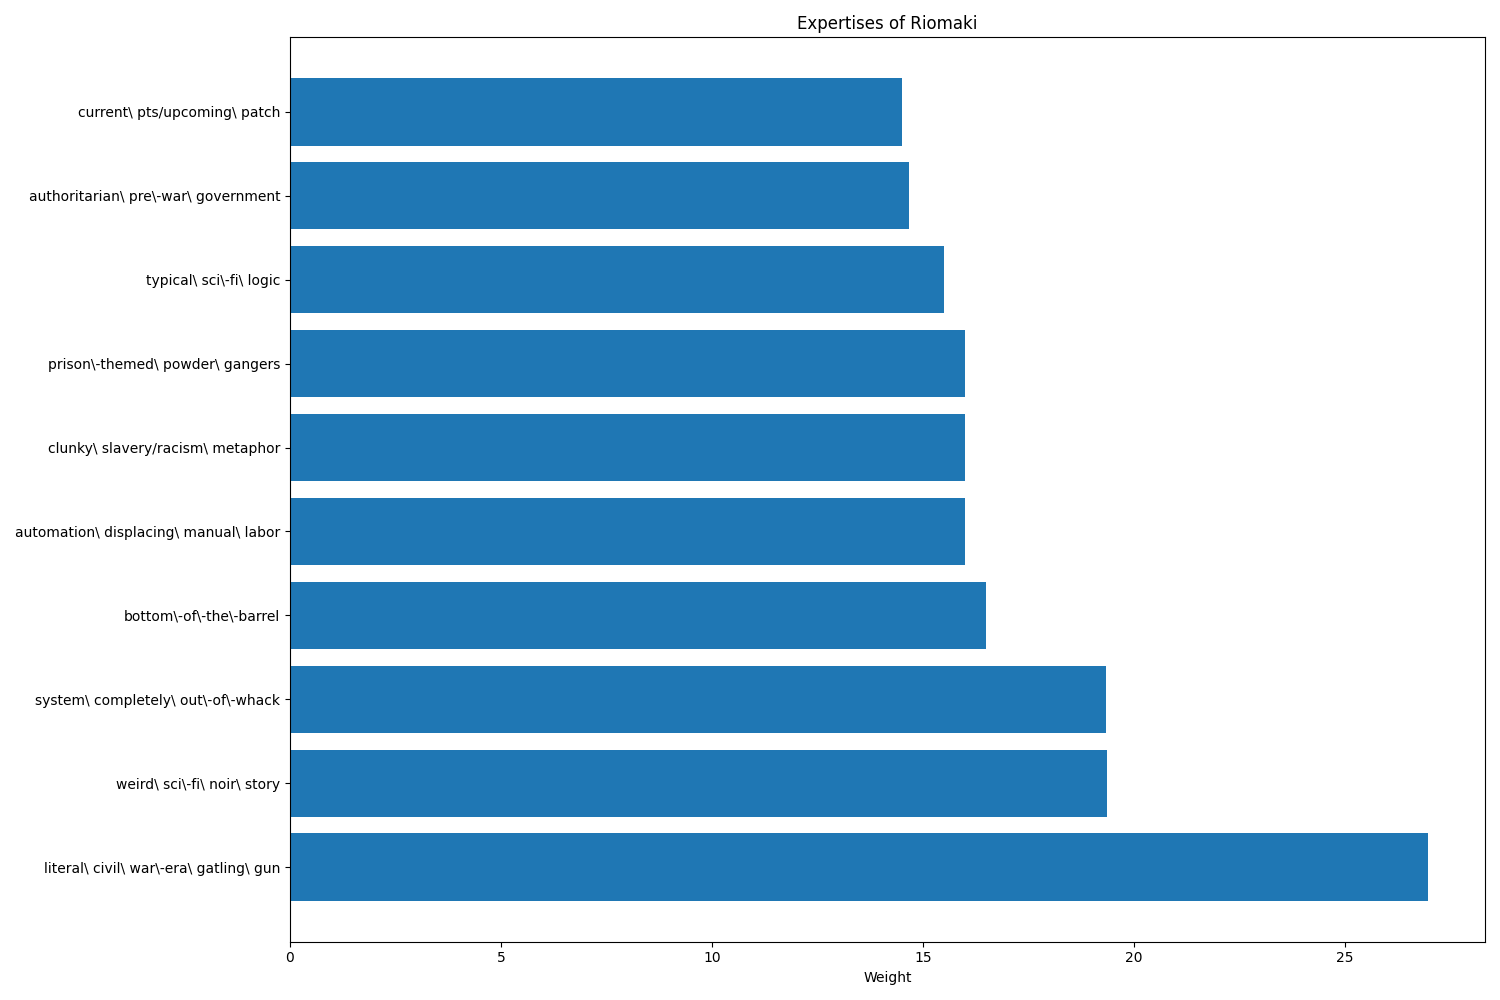 Expertises of Riomaki
current\ pts/upcoming\ patch
authoritarian\ pre\-war\ government
typical\ sci\-fi\ logic
prison\-themed\ powder\ gangers
clunky\ slavery/racism\ metaphor
automation\ displacing\ manual\ labor
bottom\-of\-the\-barrel
system\ completely\ out\-of\-whack
weird\ sci\-fi\ noir\ story
literal\ civil\ war\-era\ gatling\ gun
0 5 10 15 20 25
Weight